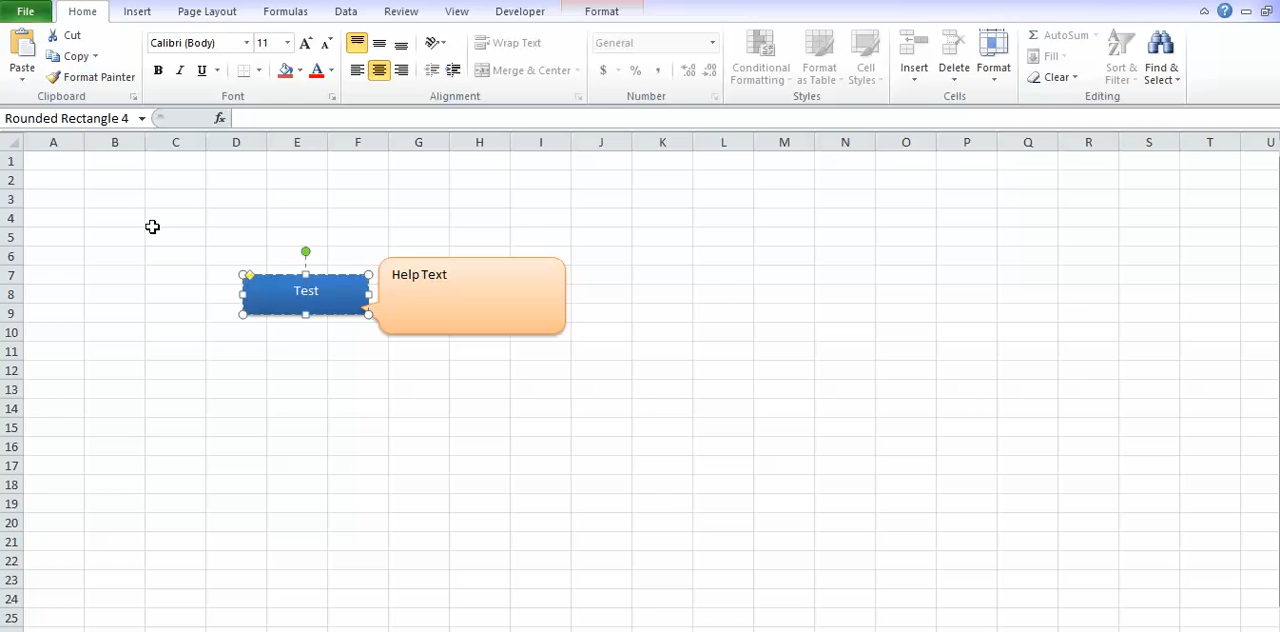 File Home Insert Page Layout Formulas Data Review View Developer Format
Cut
Calibri (Body) 11 A A Wrap Text General AutoSum
Copy
Paste Format Painter B I U A Merge & Center $ % , Conditional Formatting Format as Table Cell Styles Insert Delete Format Fill Clear Sort & Filter Find & Select
Clipboard Font Alignment Number Styles Cells Editing
Rounded Rectangle 4 fx
A B C D E F G H I J K L M N O P Q R S T U
1
2
3
4
5
6
7
Help Text
8
Test
9
10
11
12
13
14
15
16
17
18
19
20
21
22
23
24
25